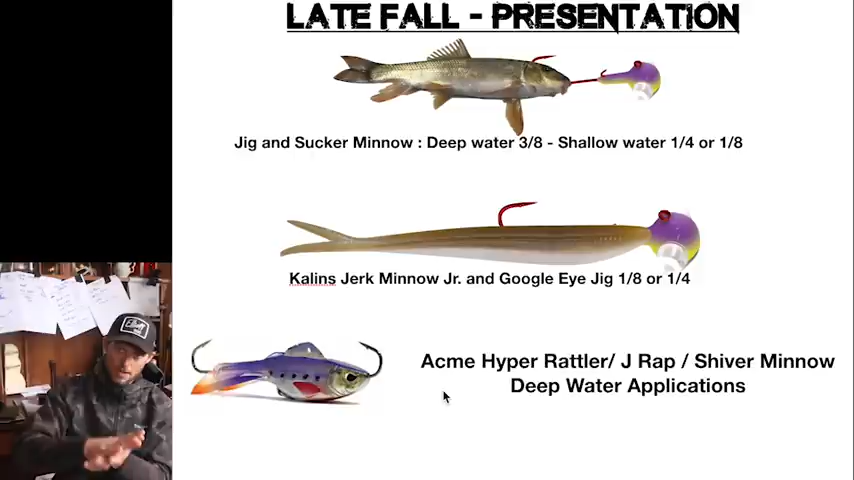 LATE FALL - PRESENTATION
Jig and Sucker Minnow : Deep water 3/8 - Shallow water 1/4 or 1/8
Kalins Jerk Minnow Jr. and Google Eye Jig 1/8 or 1/4
Acme Hyper Rattler/ J Rap / Shiver Minnow
Deep Water Applications